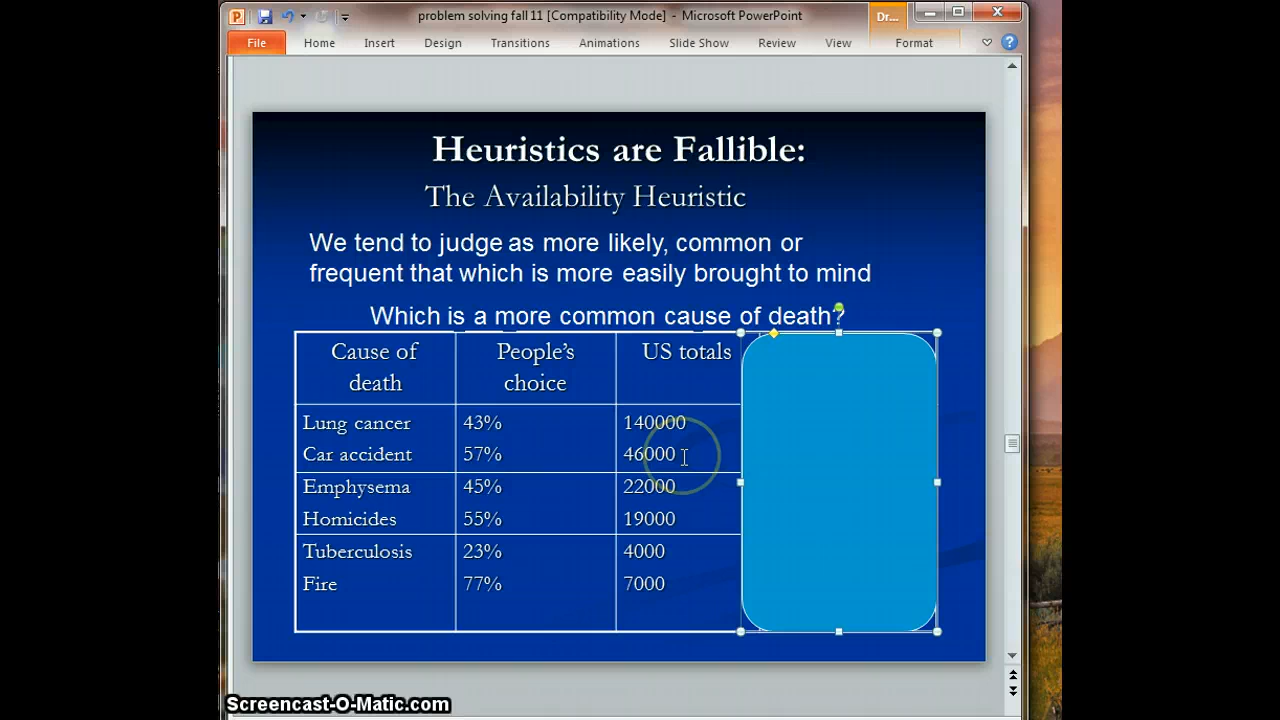 problem solving fall 11 [Compatibility Mode] - Microsoft PowerPoint
Dr...
File Home Insert Design Transitions Animations Slide Show Review View Format
Heuristics are Fallible:
The Availability Heuristic
We tend to judge as more likely, common or
frequent that which is more easily brought to mind
Which is a more common cause of death?
Cause of death People's choice US totals
Lung cancer 43% 140000
Car accident 57% 46000
Emphysema 45% 22000
Homicides 55% 19000
Tuberculosis 23% 4000
Fire 77% 7000
Screencast-O-Matic.com